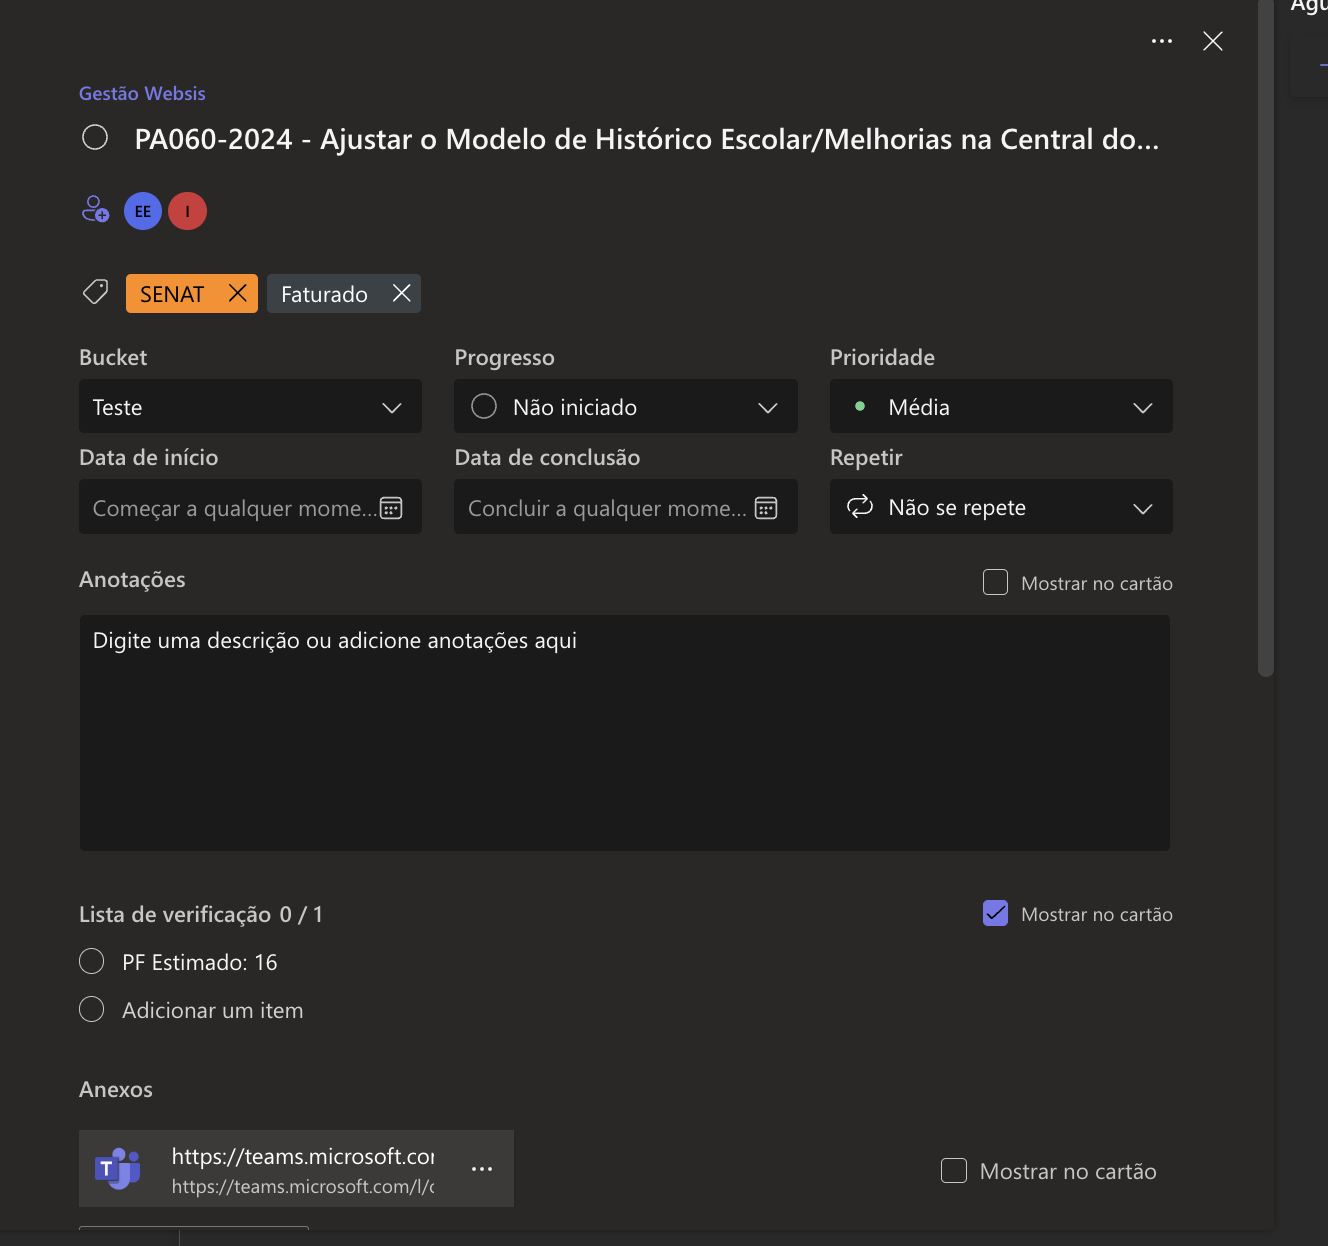 Gestão Websis
PA060-2024 - Ajustar o Modelo de Histórico Escolar/Melhorias na Central do...
EE I
SENAT Faturado
Bucket Progresso Prioridade
Teste Não iniciado Média
Data de início Data de conclusão Repetir
Começar a qualquer mome... Concluir a qualquer mome... Não se repete
Anotações Mostrar no cartão
Digite uma descrição ou adicione anotações aqui
Lista de verificação 0 / 1 Mostrar no cartão
PF Estimado: 16
Adicionar um item
Anexos
T
https://teams.microsoft.co
https://teams.microsoft.com/l/
Mostrar no cartão